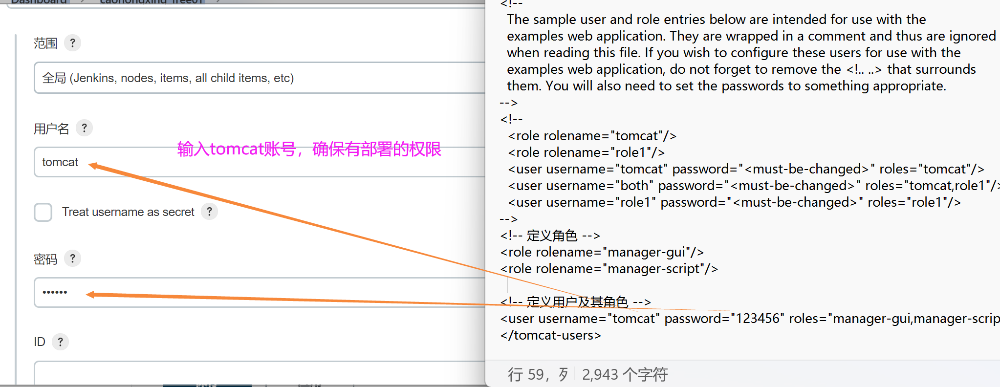 Dashboard
caohongxing_free01
范围 ?
全局 (Jenkins, nodes, items, all child items, etc)
用户名 ?
输入tomcat账号，确保有部署的权限
tomcat
Treat username as secret ?
密码 ?
••••••
ID ?
<!--
The sample user and role entries below are intended for use with the
examples web application. They are wrapped in a comment and thus are ignored
when reading this file. If you wish to configure these users for use with the
examples web application, do not forget to remove the <!.. ..> that surrounds
them. You will also need to set the passwords to something appropriate.
-->
<!--
<role rolename="tomcat"/>
<role rolename="role1"/>
<user username="tomcat" password="<must-be-changed>" roles="tomcat"/>
<user username="both" password="<must-be-changed>" roles="tomcat,role1"/>
<user username="role1" password="<must-be-changed>" roles="role1"/>
-->
<!-- 定义角色 -->
<role rolename="manager-gui"/>
<role rolename="manager-script"/>
<!-- 定义用户及其角色 -->
<user username="tomcat" password="123456" roles="manager-gui,manager-scrip
</tomcat-users>
行 59，列
2,943 个字符